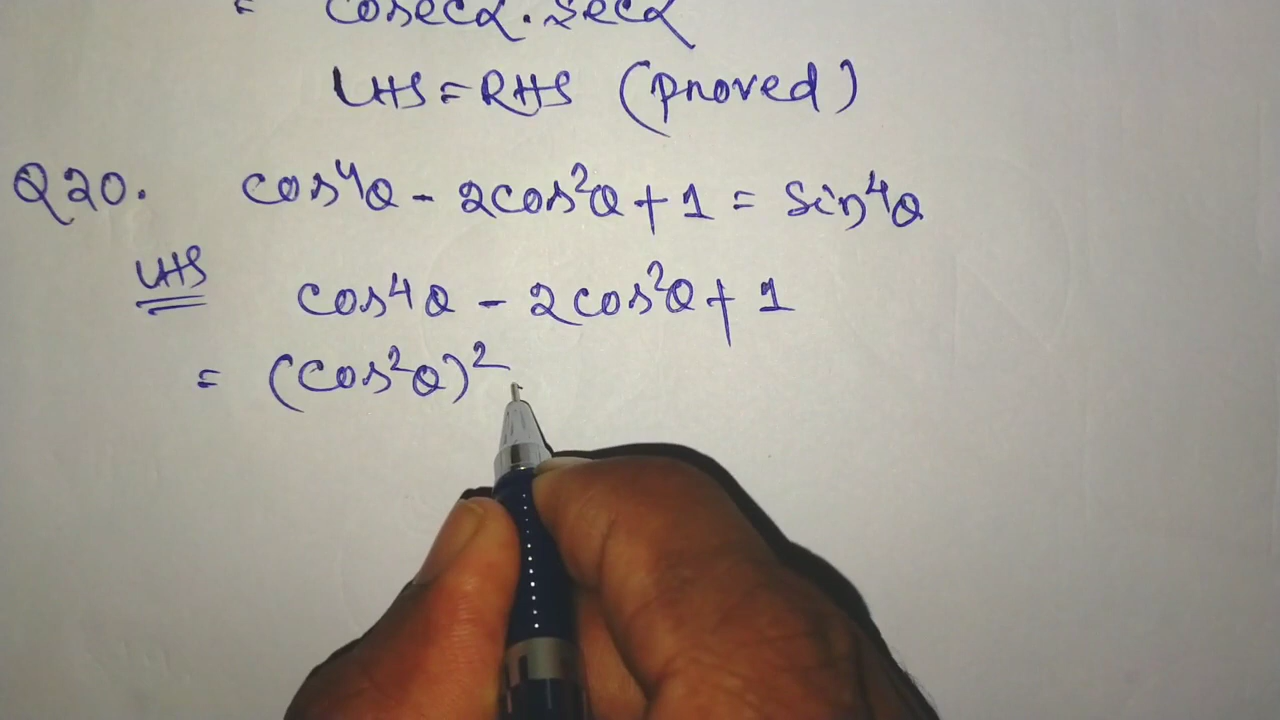 = cosecα · secα
LHS = RHS (proved)
Q20. cos⁴θ - 2cos²θ + 1 = sin⁴θ
LHS cos⁴θ - 2cos²θ + 1
= (cos²θ)²